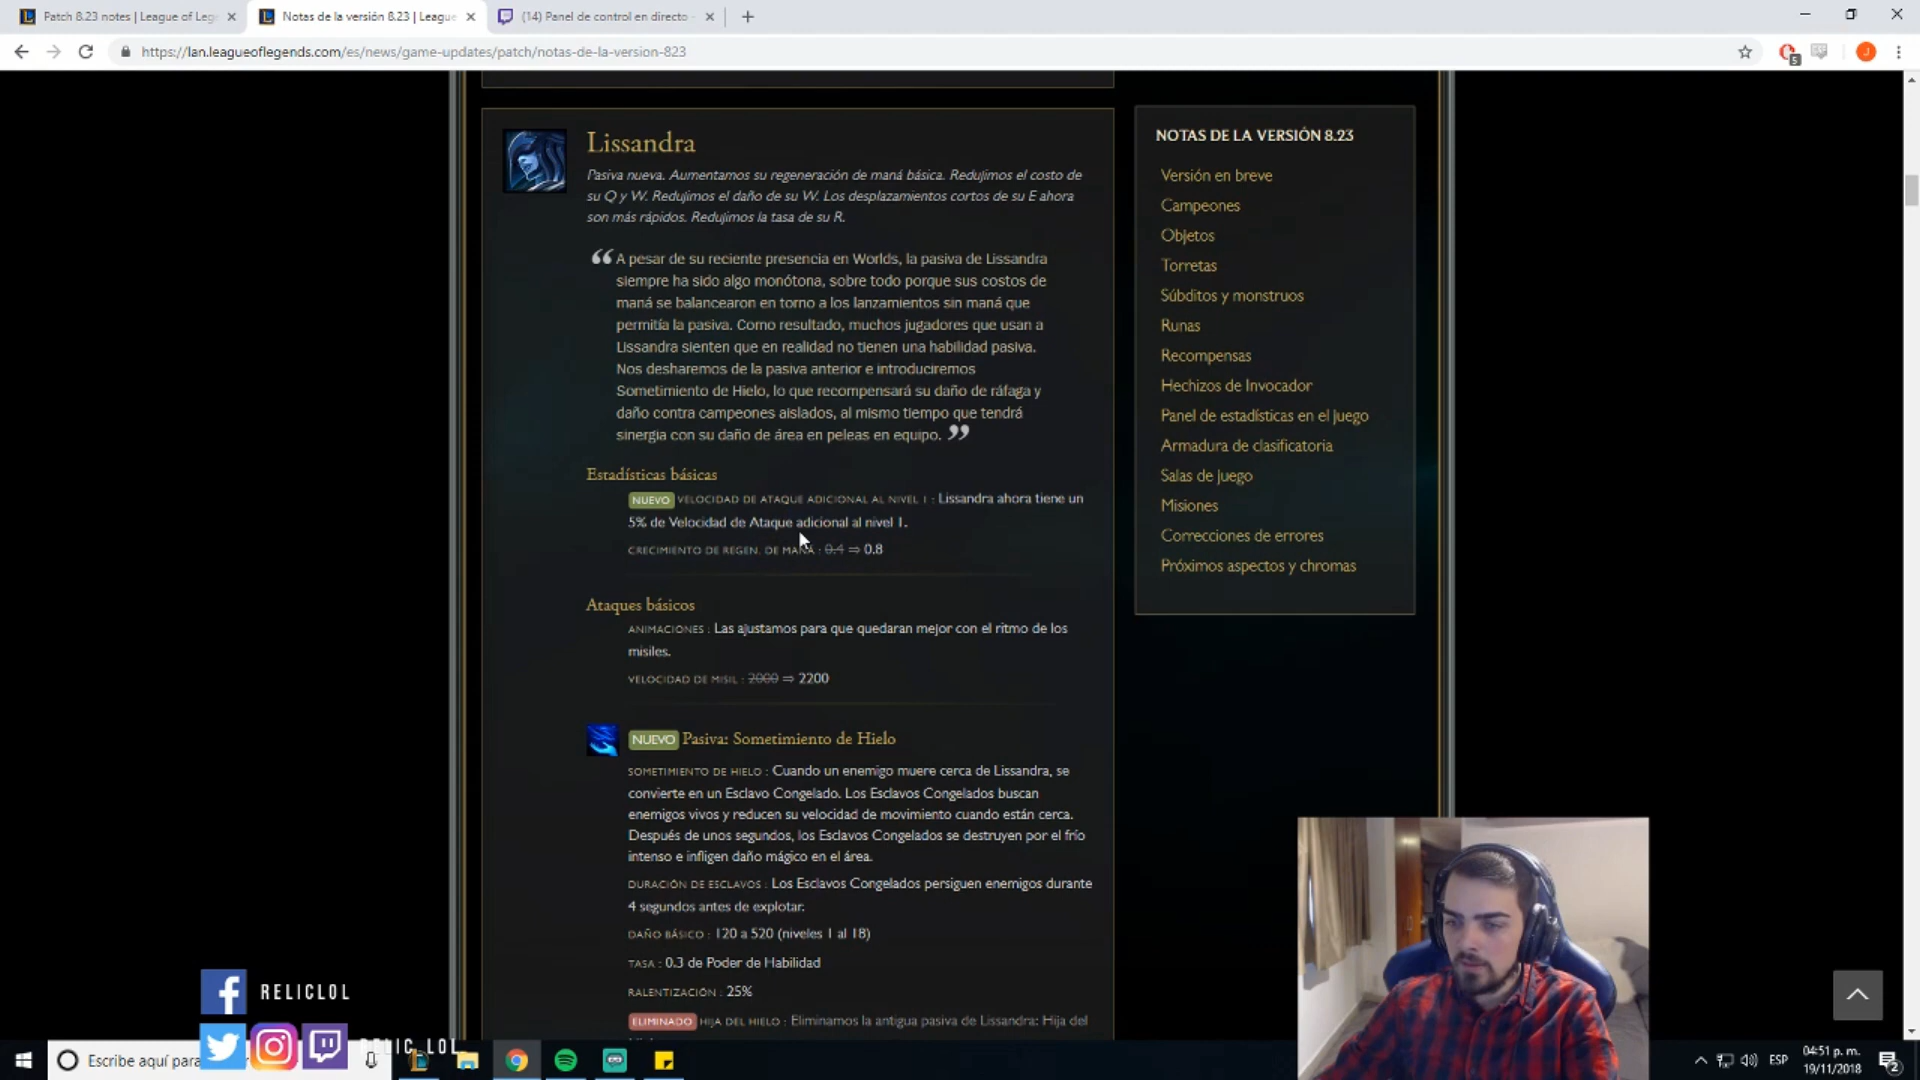 Patch 8.23 notes | League of Leg
Notas de la versión 8.23 | League
(14) Panel de control en directo
https://lan.leagueoflegends.com/es/news/game-updates/patch/notas-de-la-version-823
5
J
Lissandra
Pasiva nueva. Aumentamos su regeneración de maná básica. Redujimos el costo de
su Q y W. Redujimos el daño de su W. Los desplazamientos cortos de su E ahora
son más rápidos. Redujimos la tasa de su R.
“ A pesar de su reciente presencia en Worlds, la pasiva de Lissandra
siempre ha sido algo monótona, sobre todo porque sus costos de
maná se balancearon en torno a los lanzamientos sin maná que
permitía la pasiva. Como resultado, muchos jugadores que usan a
Lissandra sienten que en realidad no tienen una habilidad pasiva.
Nos desharemos de la pasiva anterior e introduciremos
Sometimiento de Hielo, lo que recompensará su daño de ráfaga y
daño contra campeones aislados, al mismo tiempo que tendrá
sinergia con su daño de área en peleas en equipo. ”
Estadísticas básicas
NUEVO VELOCIDAD DE ATAQUE ADICIONAL AL NIVEL 1 : Lissandra ahora tiene un
5% de Velocidad de Ataque adicional al nivel 1.
CRECIMIENTO DE REGEN. DE MANÁ : 0.4 ⇒ 0.8
Ataques básicos
ANIMACIONES : Las ajustamos para que quedaran mejor con el ritmo de los
misiles.
VELOCIDAD DE MISIL : 2000 ⇒ 2200
NUEVO Pasiva: Sometimiento de Hielo
SOMETIMIENTO DE HIELO : Cuando un enemigo muere cerca de Lissandra, se
convierte en un Esclavo Congelado. Los Esclavos Congelados buscan
enemigos vivos y reducen su velocidad de movimiento cuando están cerca.
Después de unos segundos, los Esclavos Congelados se destruyen por el frío
intenso e infligen daño mágico en el área.
DURACIÓN DE ESCLAVOS : Los Esclavos Congelados persiguen enemigos durante
4 segundos antes de explotar.
DAÑO BÁSICO : 120 a 520 (niveles 1 al 18)
TASA : 0.3 de Poder de Habilidad
RALENTIZACIÓN : 25%
ELIMINADO HIJA DEL HIELO : Eliminamos la antigua pasiva de Lissandra: Hija del
NOTAS DE LA VERSIÓN 8.23
Versión en breve
Campeones
Objetos
Torretas
Súbditos y monstruos
Runas
Recompensas
Hechizos de Invocador
Panel de estadísticas en el juego
Armadura de clasificatoria
Salas de juego
Misiones
Correcciones de errores
Próximos aspectos y chromas
RELICLOL
RELIC_LOL
Escribe aquí para
ESP
04:51 p. m.
19/11/2018
2